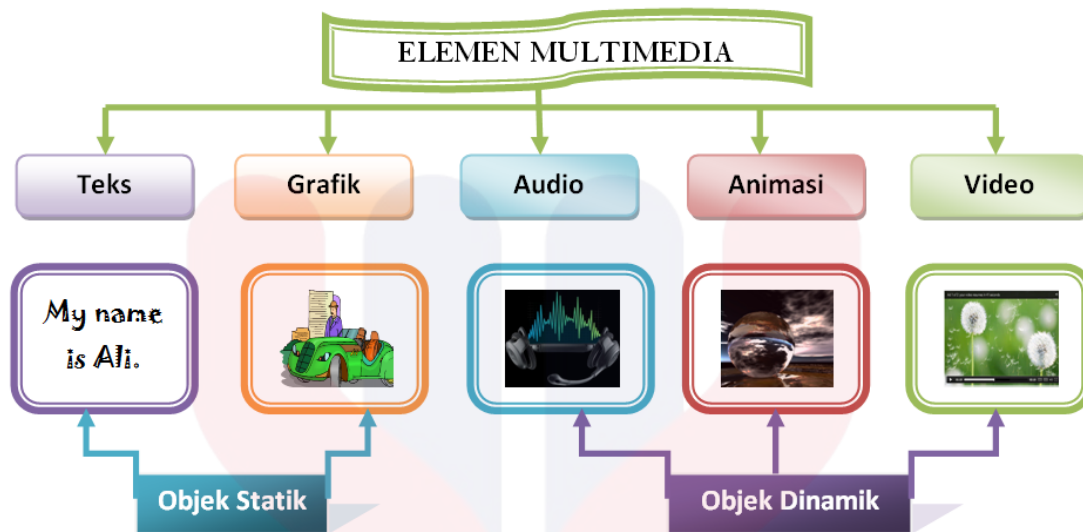 ELEMEN MULTIMEDIA
Teks
Grafik
Audio
Animasi
Video
My name
is Ali.
Objek Statik
Objek Dinamik